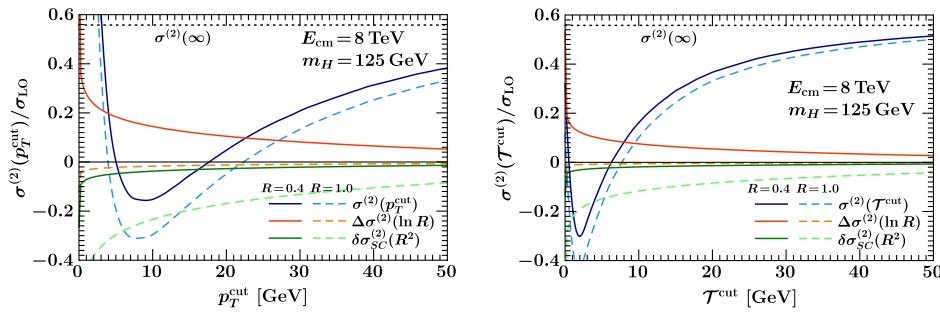 0.6
σ^(2)(∞)
E_cm = 8 TeV
m_H = 125 GeV
0.4
0.2
0
−0.2
−0.4
σ^(2)(p_T^cut)/σ_LO
R = 0.4 R = 1.0
σ^(2)(p_T^cut)
Δσ^(2)(ln R)
δσ_SC^(2)(R^2)
0 10 20 30 40 50
p_T^cut [GeV]
0.6
σ^(2)(∞)
0.4
E_cm = 8 TeV
m_H = 125 GeV
0.2
0
−0.2
−0.4
σ^(2)(𝒯^cut)/σ_LO
R = 0.4 R = 1.0
σ^(2)(𝒯^cut)
Δσ^(2)(ln R)
δσ_SC^(2)(R^2)
0 10 20 30 40 50
𝒯^cut [GeV]